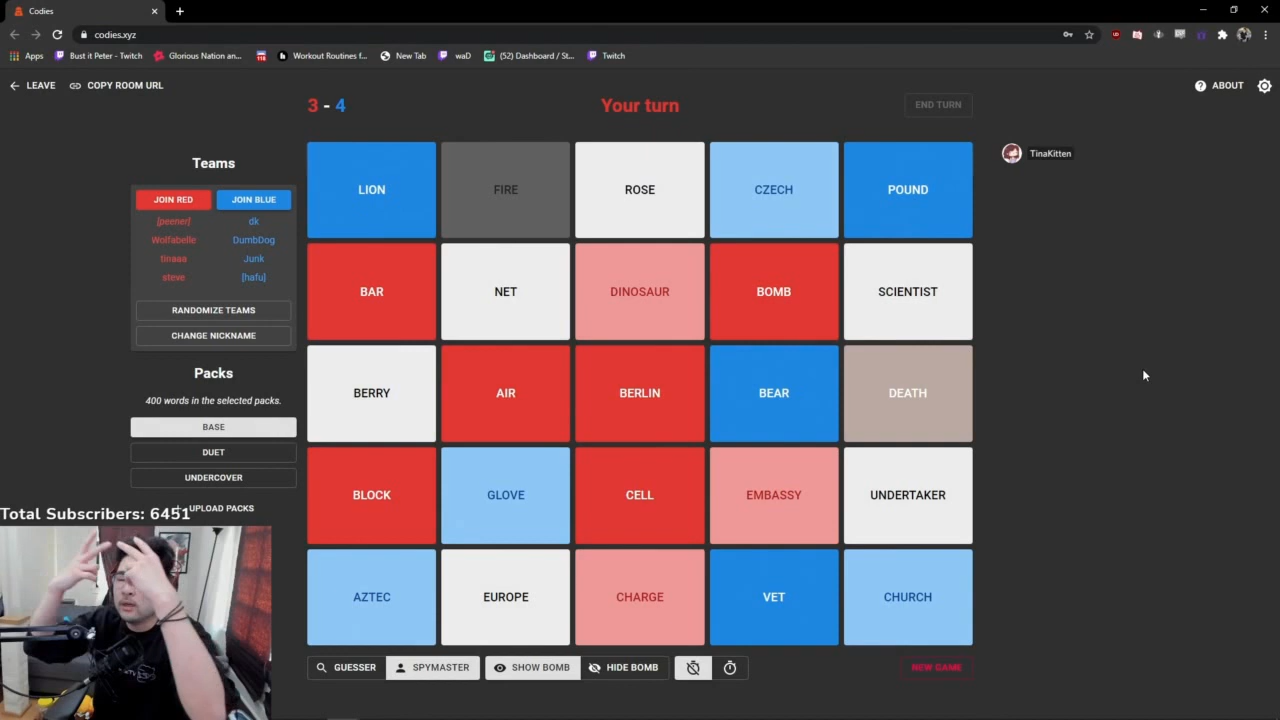 Codies
codies.xyz
Apps
Bust it Peter - Twitch
Glorious Nation an...
Workout Routines f...
New Tab
waD
(52) Dashboard / St...
Twitch
LEAVE
COPY ROOM URL
3 - 4
Your turn
END TURN
ABOUT
TinaKitten
Teams
JOIN RED
JOIN BLUE
[peener]
dk
Wolfabelle
DumbDog
tinaaa
Junk
steve
[hafu]
RANDOMIZE TEAMS
CHANGE NICKNAME
Packs
400 words in the selected packs.
BASE
DUET
UNDERCOVER
UPLOAD PACKS
Total Subscribers: 6451
LION
FIRE
ROSE
CZECH
POUND
BAR
NET
DINOSAUR
BOMB
SCIENTIST
BERRY
AIR
BERLIN
BEAR
DEATH
BLOCK
GLOVE
CELL
EMBASSY
UNDERTAKER
AZTEC
EUROPE
CHARGE
VET
CHURCH
GUESSER
SPYMASTER
SHOW BOMB
HIDE BOMB
NEW GAME